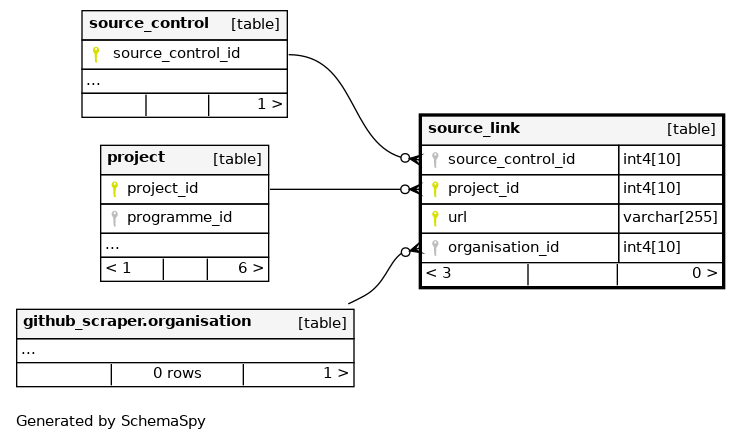 source_control [table]
source_control_id
...
1 >
source_link [table]
source_control_id int4[10]
project_id int4[10]
url varchar[255]
organisation_id int4[10]
< 3 0 >
project [table]
project_id
programme_id
...
< 1 6 >
github_scraper.organisation [table]
...
0 rows 1 >
Generated by SchemaSpy